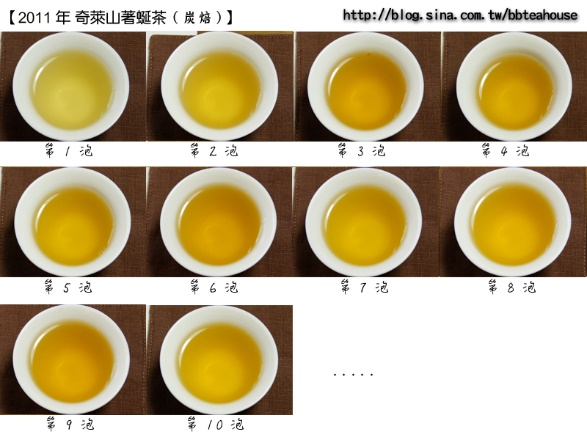 【2011 年 奇萊山著蜒茶（炭焙）】
http://blog.sina.com.tw/bbteahouse
第 1 泡
第 2 泡
第 3 泡
第 4 泡
第 5 泡
第 6 泡
第 7 泡
第 8 泡
第 9 泡
第 10 泡
.....